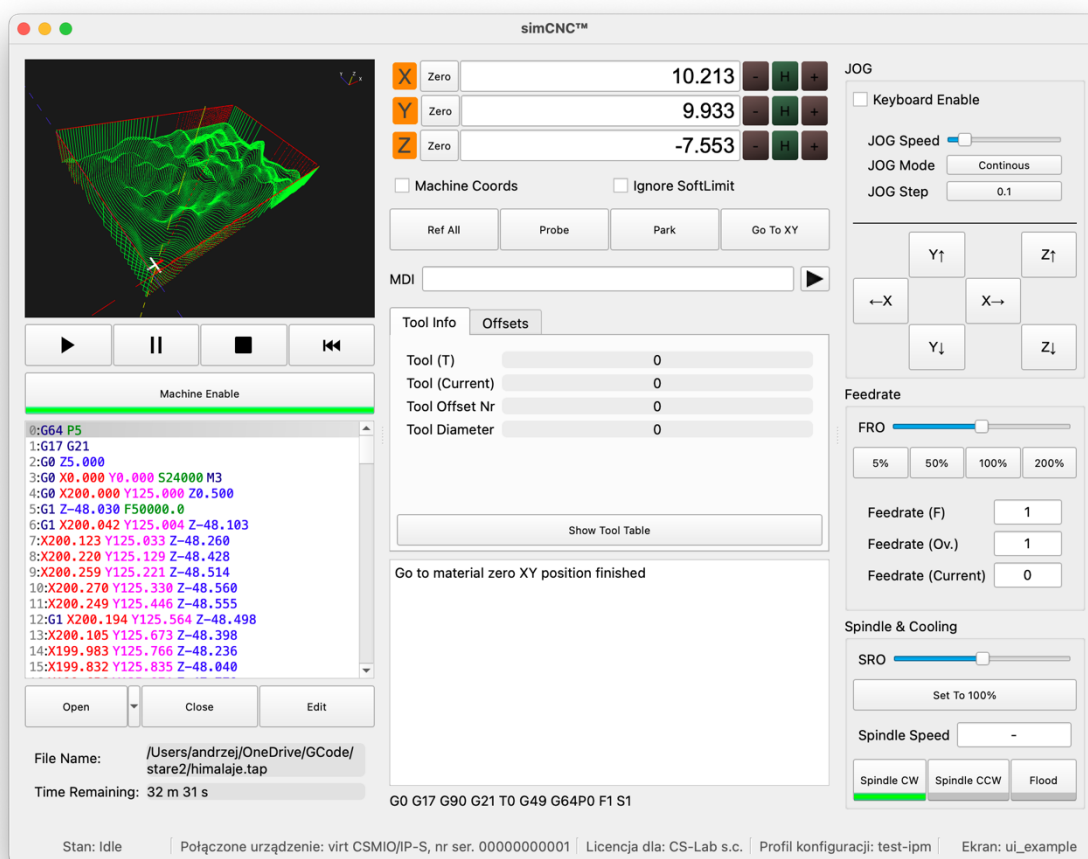 simCNC™
X Zero 10.213 - H +
Y Zero 9.933 - H +
Z Zero -7.553 - H +
Machine Coords Ignore SoftLimit
Ref All Probe Park Go To XY
MDI
Tool Info Offsets
Tool (T) 0
Tool (Current) 0
Tool Offset Nr 0
Tool Diameter 0
Show Tool Table
Go to material zero XY position finished
G0 G17 G90 G21 T0 G49 G64P0 F1 S1
Machine Enable
0:G64 P5
1:G17 G21
2:G0 Z5.000
3:G0 X0.000 Y0.000 S24000 M3
4:G0 X200.000 Y125.000 Z0.500
5:G1 Z-48.030 F50000.0
6:G1 X200.042 Y125.004 Z-48.103
7:X200.123 Y125.033 Z-48.260
8:X200.220 Y125.129 Z-48.428
9:X200.259 Y125.221 Z-48.514
10:X200.270 Y125.330 Z-48.560
11:X200.249 Y125.446 Z-48.555
12:G1 X200.194 Y125.564 Z-48.498
13:X200.105 Y125.673 Z-48.398
14:X199.983 Y125.766 Z-48.236
15:X199.832 Y125.835 Z-48.040
Open Close Edit
File Name: /Users/andrzej/OneDrive/GCode/
stare2/himalaje.tap
Time Remaining: 32 m 31 s
JOG
Keyboard Enable
JOG Speed
JOG Mode Continous
JOG Step 0.1
Y↑ Z↑
←X X→
Y↓ Z↓
Feedrate
FRO
5% 50% 100% 200%
Feedrate (F) 1
Feedrate (Ov.) 1
Feedrate (Current) 0
Spindle & Cooling
SRO
Set To 100%
Spindle Speed -
Spindle CW Spindle CCW Flood
Stan: Idle Połączone urządzenie: virt CSMIO/IP-S, nr ser. 00000000001 Licencja dla: CS-Lab s.c. Profil konfiguracji: test-ipm Ekran: ui_example